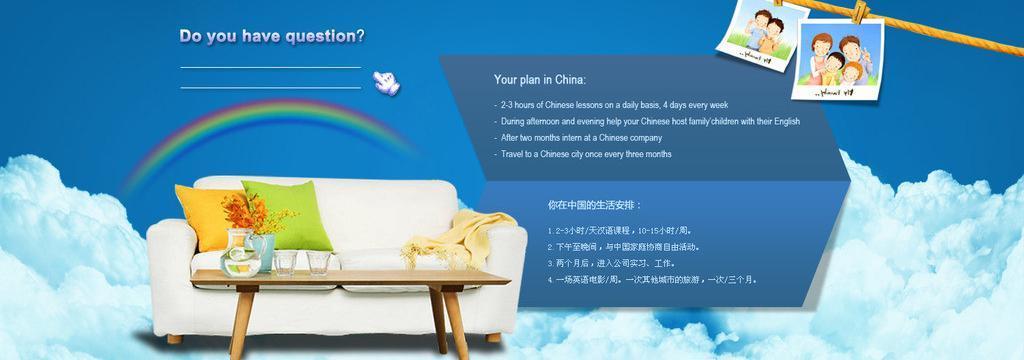 Do you have question?
Your plan in China:
- 2-3 hours of Chinese lessons on a daily basis, 4 days every week
- During afternoon and evening help your Chinese host family'children with their English
- After two months intern at a Chinese company
- Travel to a Chinese city once every three months
你在中国的生活安排：
1.2-3小时/天汉语课程，10-15小时/周。
2.下午至晚间，与中国家庭协商自由活动。
3.两个月后，进入公司实习、工作。
4.一场英语电影/周。一次其他城市的旅游，一次/三个月。